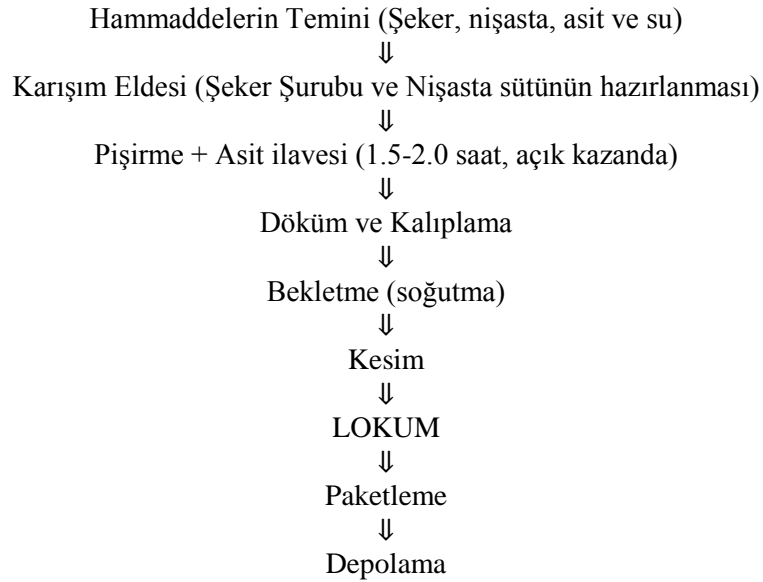 Hammaddelerin Temini (Şeker, nişasta, asit ve su)
⇓
Karışım Eldesi (Şeker Şurubu ve Nişasta sütünün hazırlanması)
⇓
Pişirme + Asit ilavesi (1.5-2.0 saat, açık kazanda)
⇓
Döküm ve Kalıplama
⇓
Bekletme (soğutma)
⇓
Kesim
⇓
LOKUM
⇓
Paketleme
⇓
Depolama